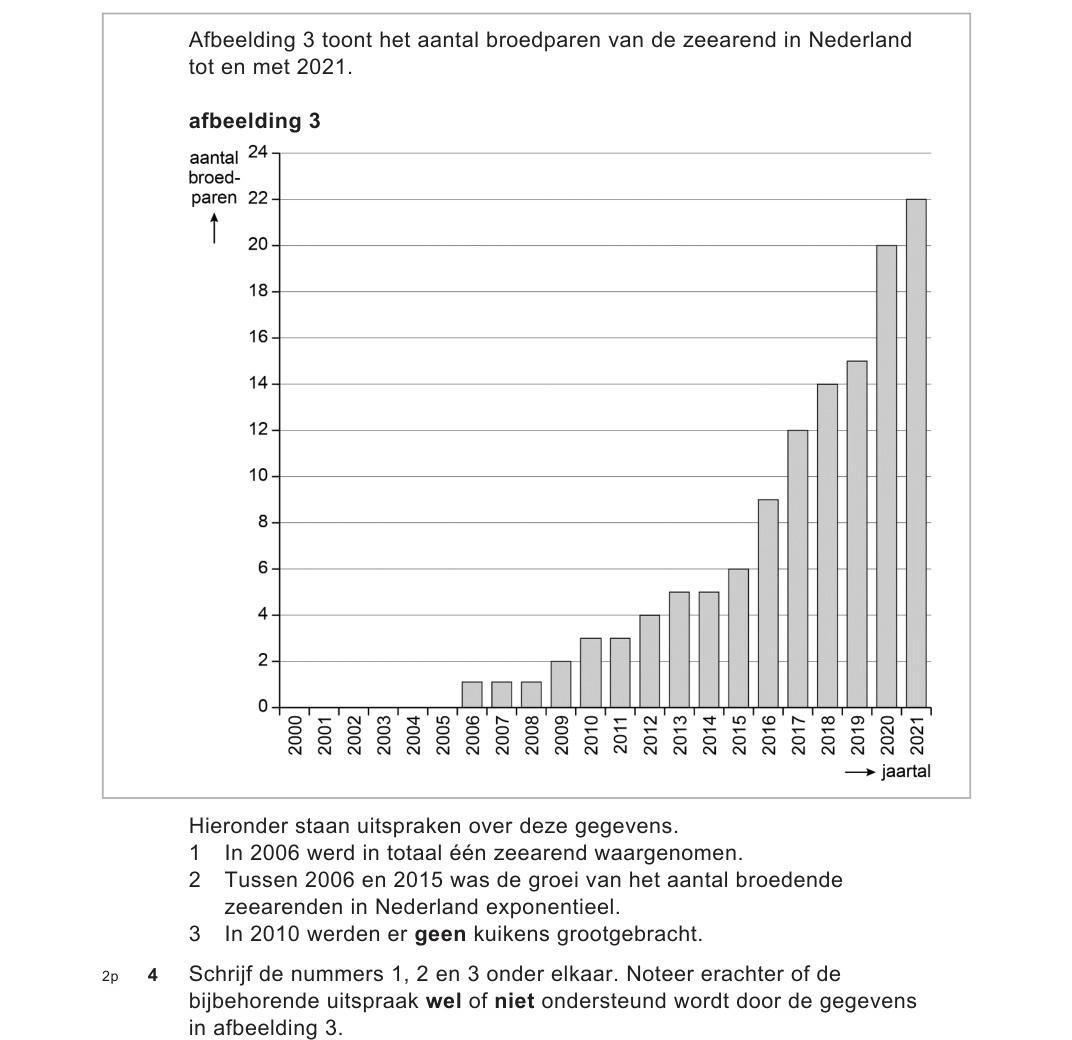 Afbeelding 3 toont het aantal broedparen van de zeearend in Nederland
tot en met 2021.
afbeelding 3
aantal
broed-
paren
24
22
20
18
16
14
12
10
8
6
4
2
0
2000 2001 2002 2003 2004 2005 2006 2007 2008 2009 2010 2011 2012 2013 2014 2015 2016 2017 2018 2019 2020 2021
jaartal
Hieronder staan uitspraken over deze gegevens.
1 In 2006 werd in totaal één zeearend waargenomen.
2 Tussen 2006 en 2015 was de groei van het aantal broedende
zeearenden in Nederland exponentieel.
3 In 2010 werden er geen kuikens grootgebracht.
2p 4 Schrijf de nummers 1, 2 en 3 onder elkaar. Noteer erachter of de
bijbehorende uitspraak wel of niet ondersteund wordt door de gegevens
in afbeelding 3.